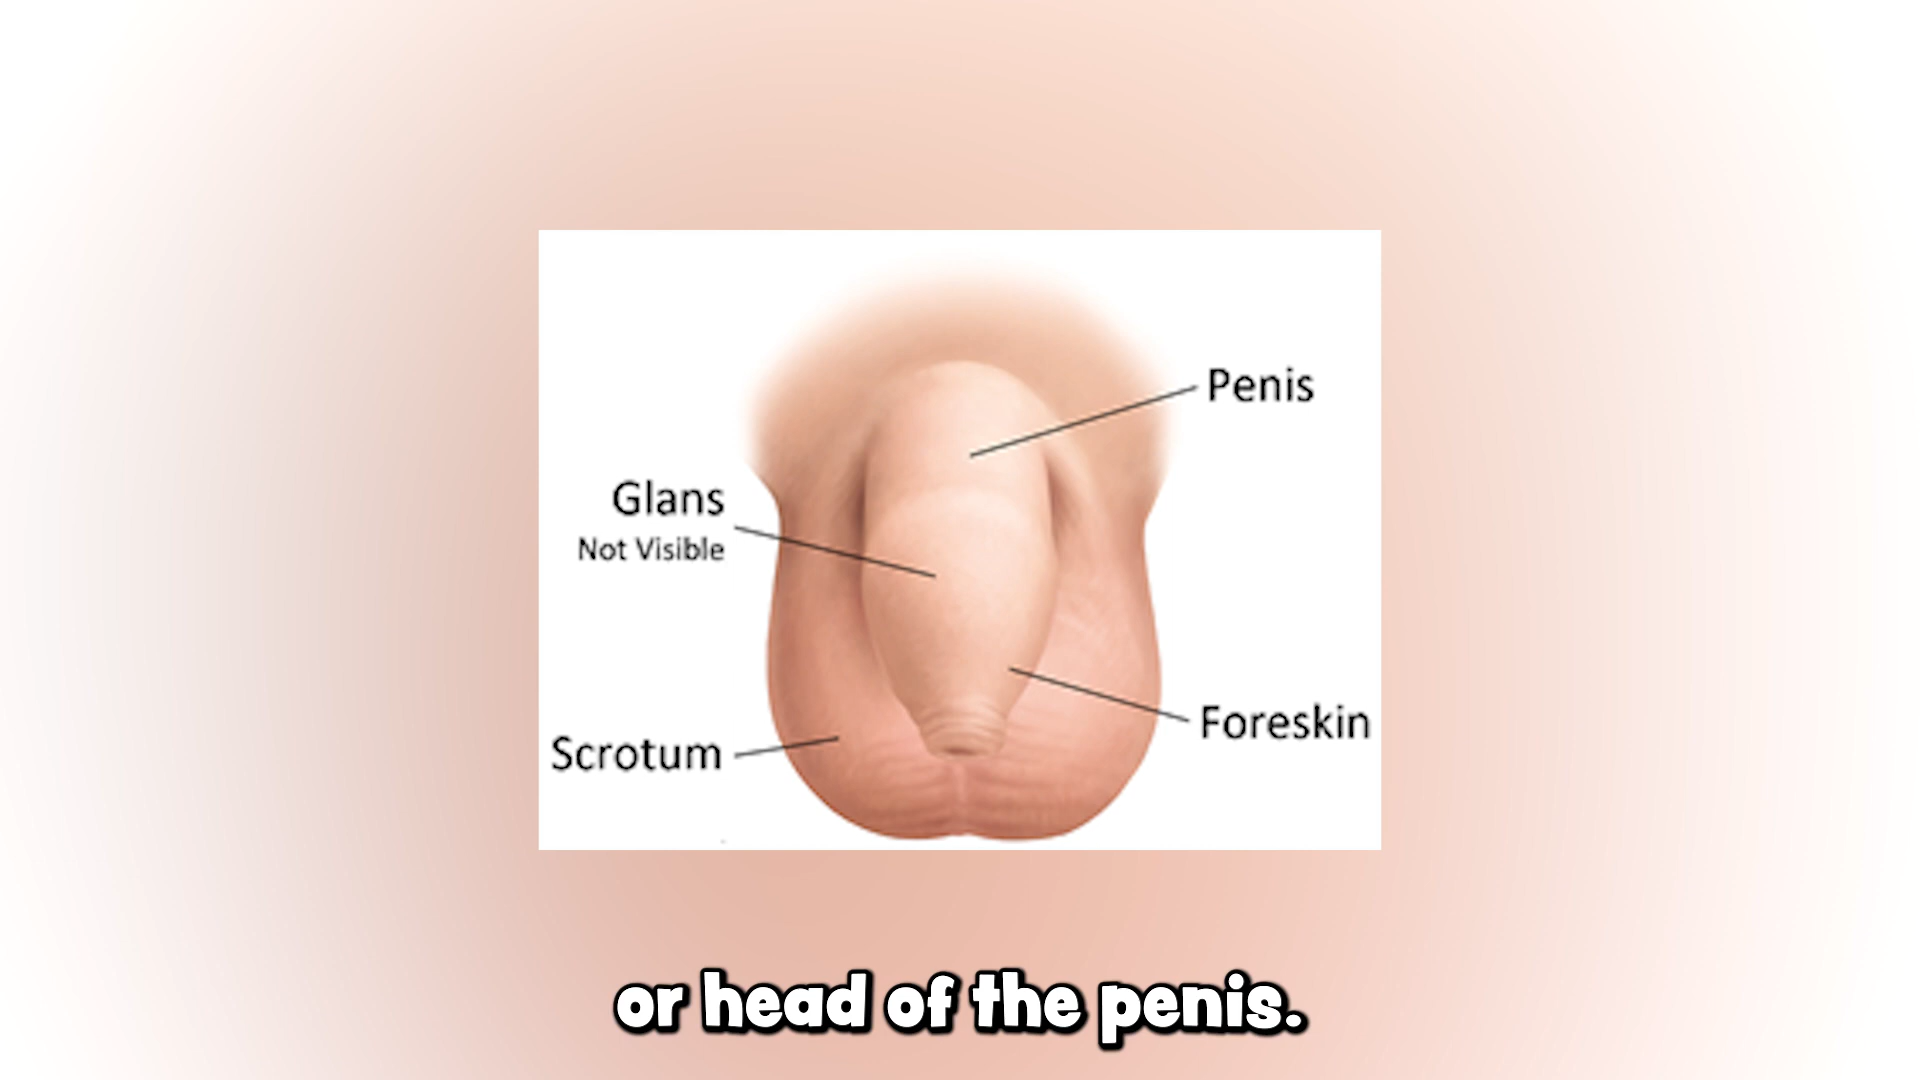 Penis
Glans
Not Visible
Foreskin
Scrotum
or head of the penis.